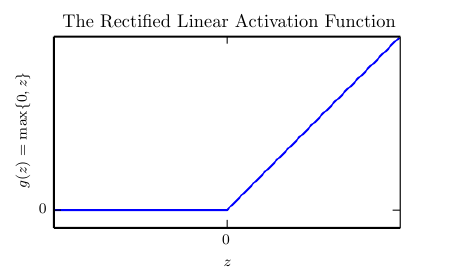 The Rectified Linear Activation Function
g(z) = max{0, z}
0
0
z